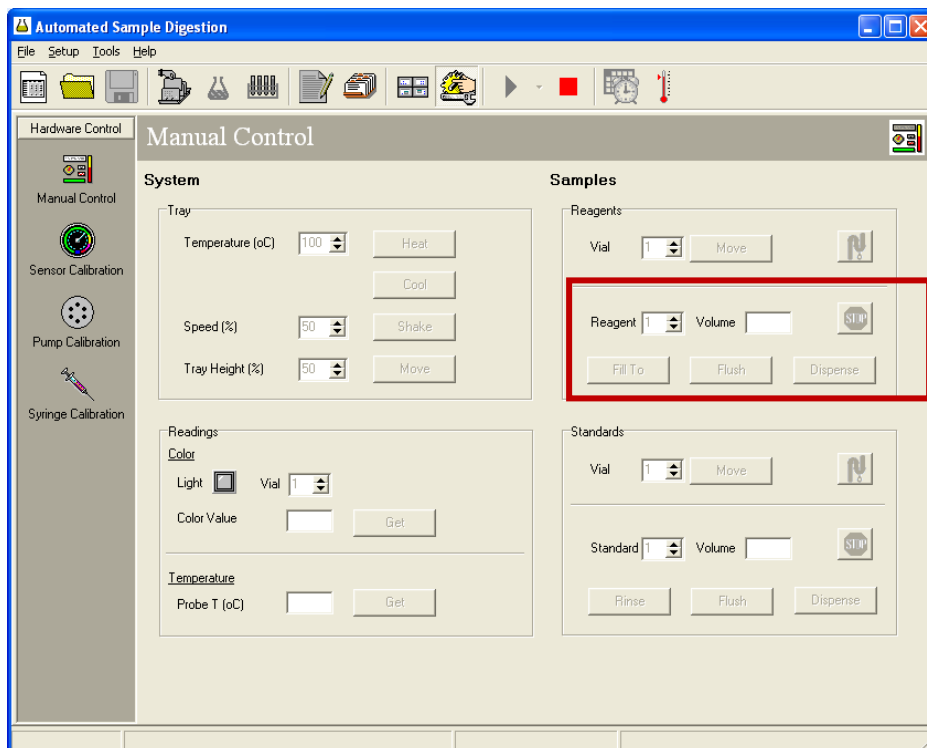 Automated Sample Digestion
File Setup Tools Help
Hardware Control
Manual Control
Sensor Calibration
Pump Calibration
Syringe Calibration
Manual Control
System
Tray
Temperature (oC) 100 Heat
Cool
Speed (%) 50 Shake
Tray Height (%) 50 Move
Readings
Color
Light Vial 1
Color Value Get
Temperature
Probe T (oC) Get
Samples
Reagents
Vial 1 Move
Reagent 1 Volume STOP
Fill To Flush Dispense
Standards
Vial 1 Move
Standard 1 Volume STOP
Rinse Flush Dispense